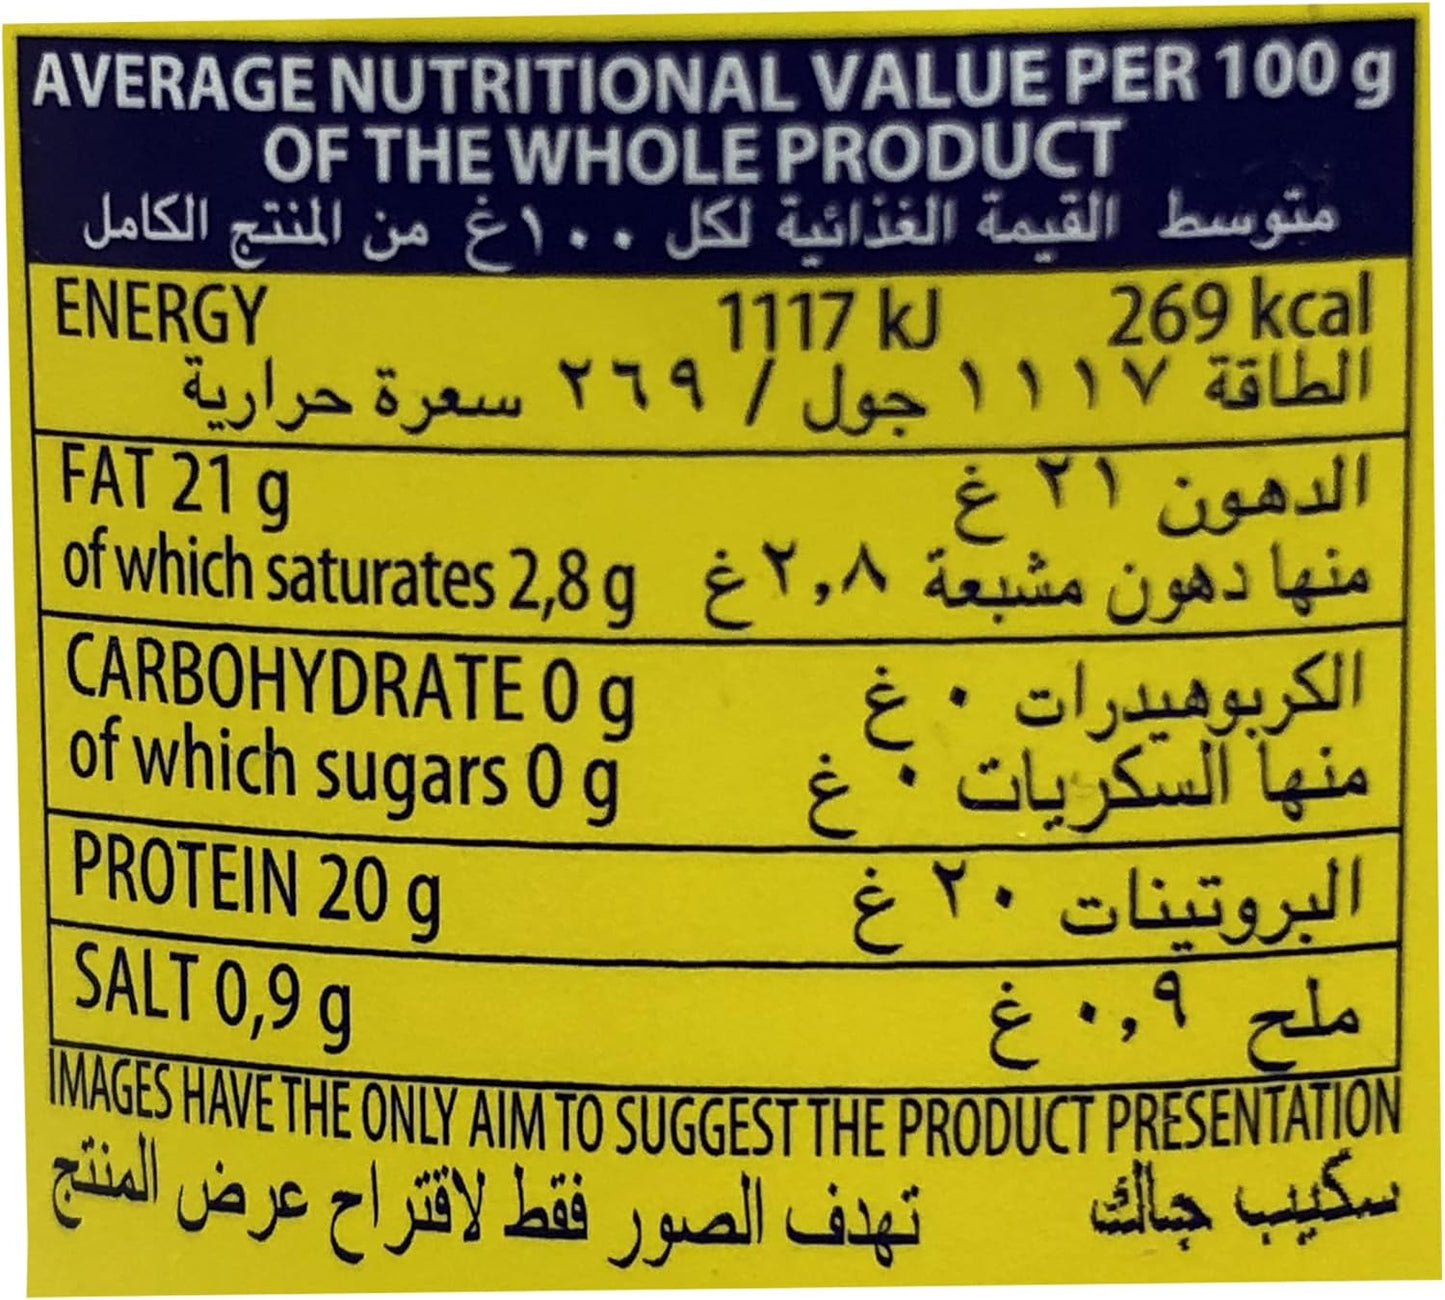 AVERAGE NUTRITIONAL VALUE PER 100 g
OF THE WHOLE PRODUCT
متوسط القيمة الغذائية لكل ١٠٠غ من المنتج الكامل
ENERGY 1117 kJ 269 kcal
الطاقة ١١١٧ جول / ٢٦٩ سعرة حرارية
FAT 21 g الدهون ٢١ غ
of which saturates 2,8 g منها دهون مشبعة ٢,٨غ
CARBOHYDRATE 0 g الكربوهيدرات ٠ غ
of which sugars 0 g منها السكريات ٠ غ
PROTEIN 20 g البروتينات ٢٠ غ
SALT 0,9 g ملح ٠,٩ غ
IMAGES HAVE THE ONLY AIM TO SUGGEST THE PRODUCT PRESENTATION
سكيب جاك تهدف الصور فقط لاقتراح عرض المنتج